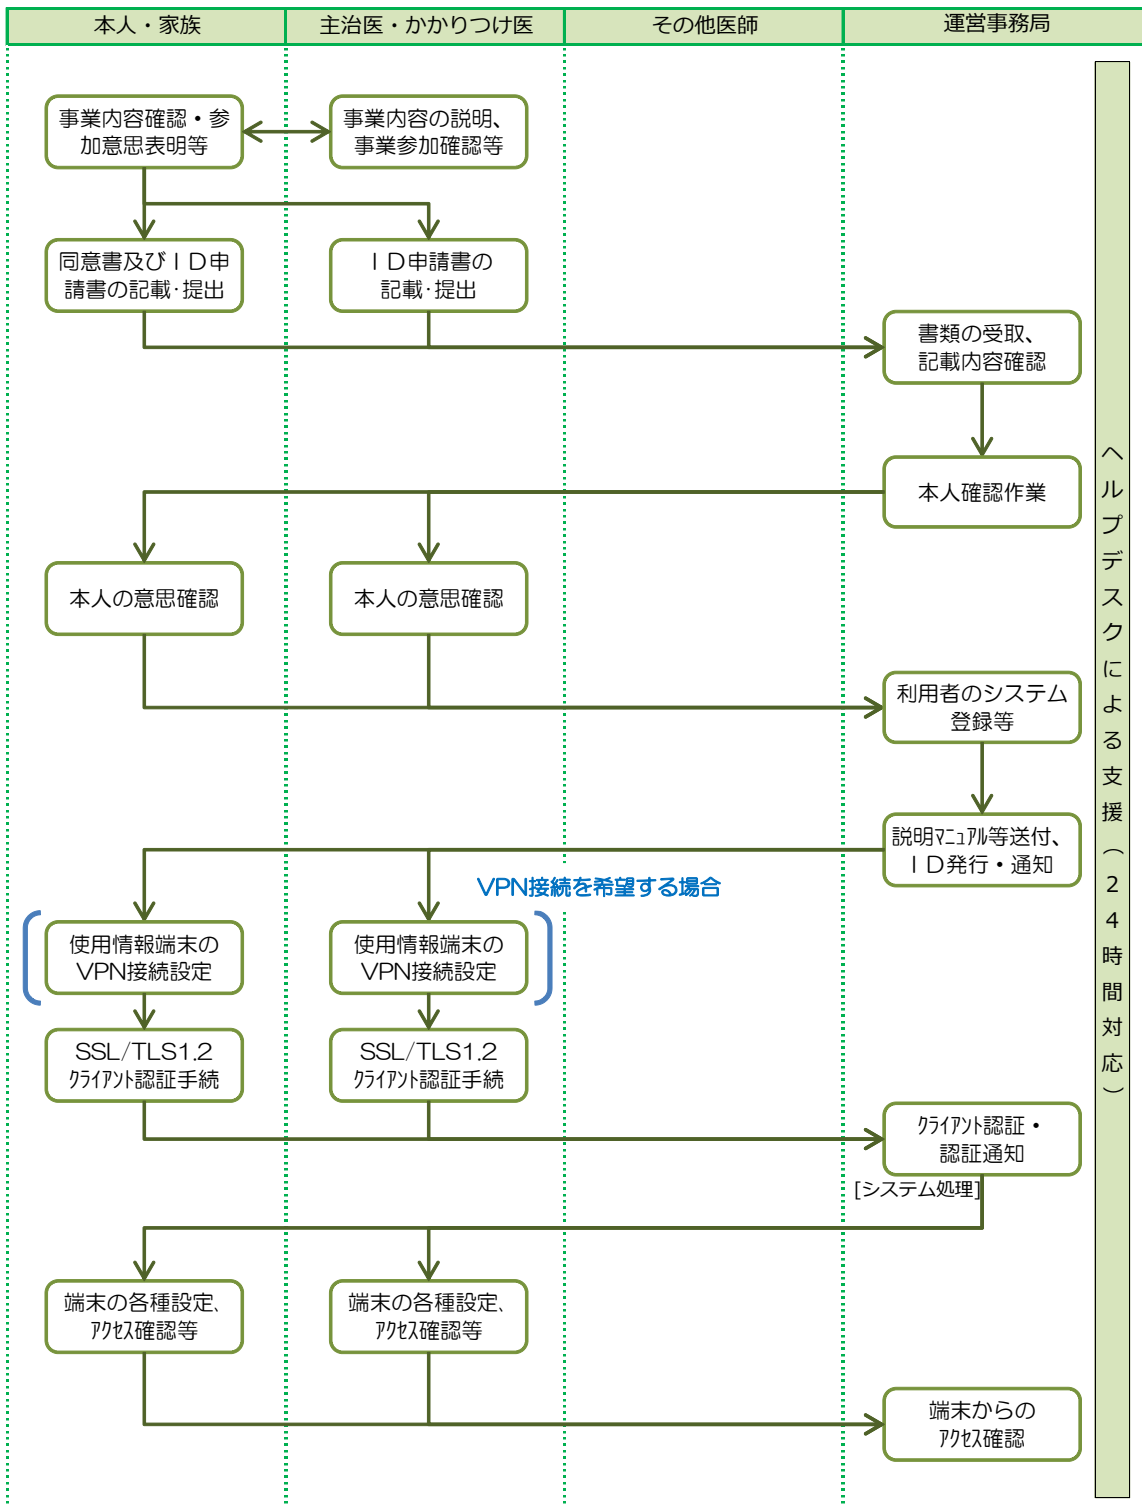 本人・家族
主治医・かかりつけ医
その他医師
運営事務局
事業内容確認・参
加意思表明等
事業内容の説明、
事業参加確認等
同意書及びＩＤ申
請書の記載･提出
ＩＤ申請書の
記載･提出
書類の受取、
記載内容確認
本人確認作業
本人の意思確認
本人の意思確認
利用者のシステム
登録等
説明ﾏﾆｭｱﾙ等送付、
ＩＤ発行・通知
VPN接続を希望する場合
使用情報端末の
VPN接続設定
使用情報端末の
VPN接続設定
SSL/TLS1.2
ｸﾗｲｱﾝﾄ認証手続
SSL/TLS1.2
ｸﾗｲｱﾝﾄ認証手続
ｸﾗｲｱﾝﾄ認証・
認証通知
[システム処理]
端末の各種設定、
ｱｸｾｽ確認等
端末の各種設定、
ｱｸｾｽ確認等
端末からの
ｱｸｾｽ確認
ヘルプデスクによる支援（２４時間対応）